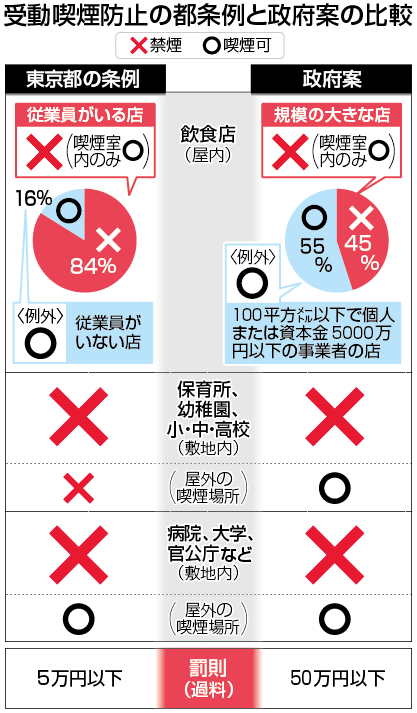 受動喫煙防止の都条例と政府案の比較
×禁煙 ○喫煙可
東京都の条例
政府案
従業員がいる店
×(喫煙室内のみ○)
飲食店
(屋内)
規模の大きな店
×(喫煙室内のみ○)
16%
○
×
84%
〈例外〉
○
従業員が
いない店
○
55
%
×
45
%
〈例外〉
○
100平方㍍以下で個人
または資本金5000万
円以下の事業者の店
×
保育所、
幼稚園、
小・中・高校
(敷地内)
×
×
(屋外の
喫煙場所)
○
×
病院、大学、
官公庁など
(敷地内)
×
○
(屋外の
喫煙場所)
○
5万円以下
罰則
(過料)
50万円以下